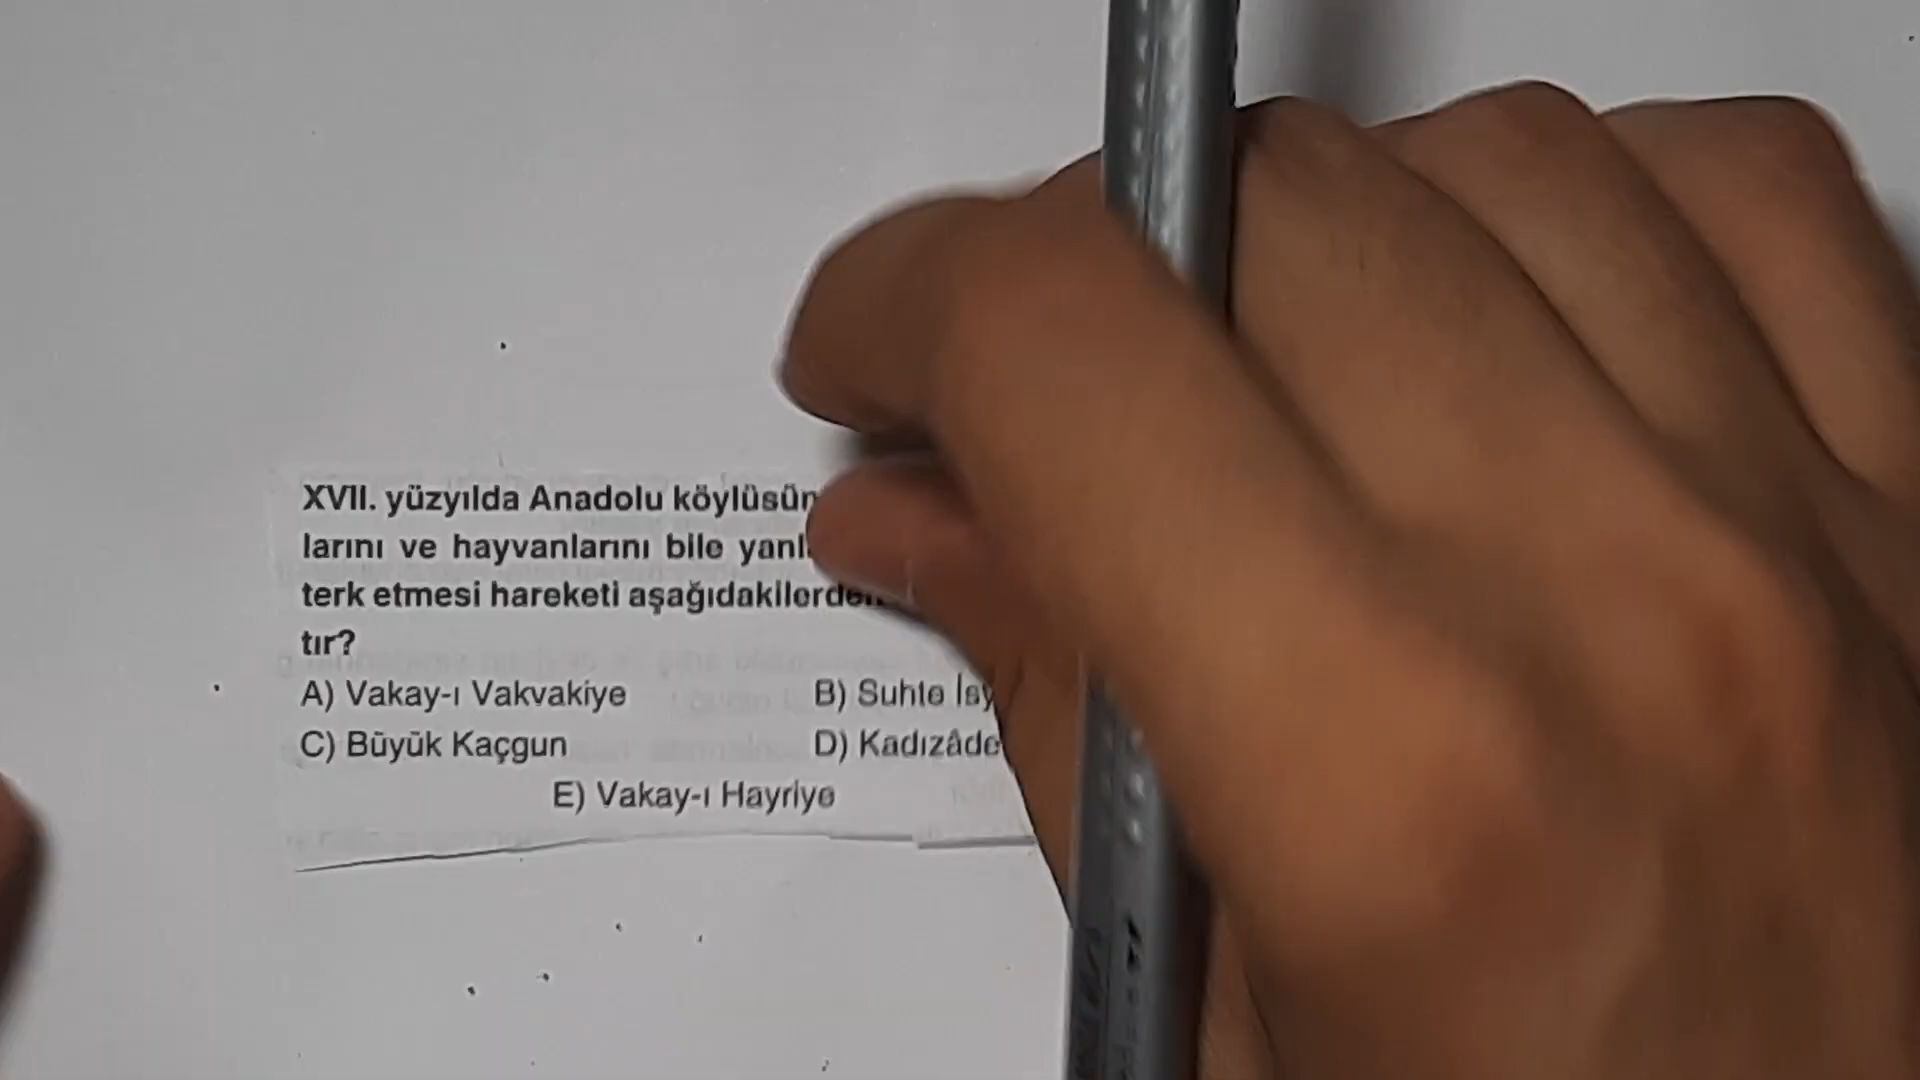 XVII. yüzyılda Anadolu köylüsün
larını ve hayvanlarını bile
terk etmesi hareketi aşağıdakilerden
tır?
A) Vakay-ı Vakvakiye B) Suhte
C) Büyük Kaçgun D) Kadızâde
E) Vakay-ı Hayriye